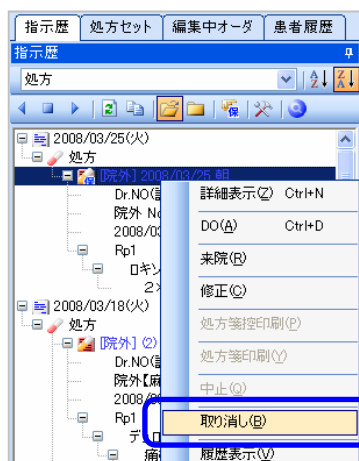 指示歴 処方セット 編集中オーダ 患者履歴
指示歴
処方
2008/03/25(火)
処方
[院外] 2008/03/25 朝
Dr.NO(
詳細表示(Z) Ctrl+N
院外 No
DO(A) Ctrl+D
2008/0
Rp1
来院(R)
ロキソ
修正(C)
2×
2008/03/18(火)
処方箋控印刷(P)
処方
[院外] (2)
処方箋印刷(Y)
Dr.NO(
院外【麻
中止(Q)
2008/
Rp1
取り消し(B)
履歴表示(V)